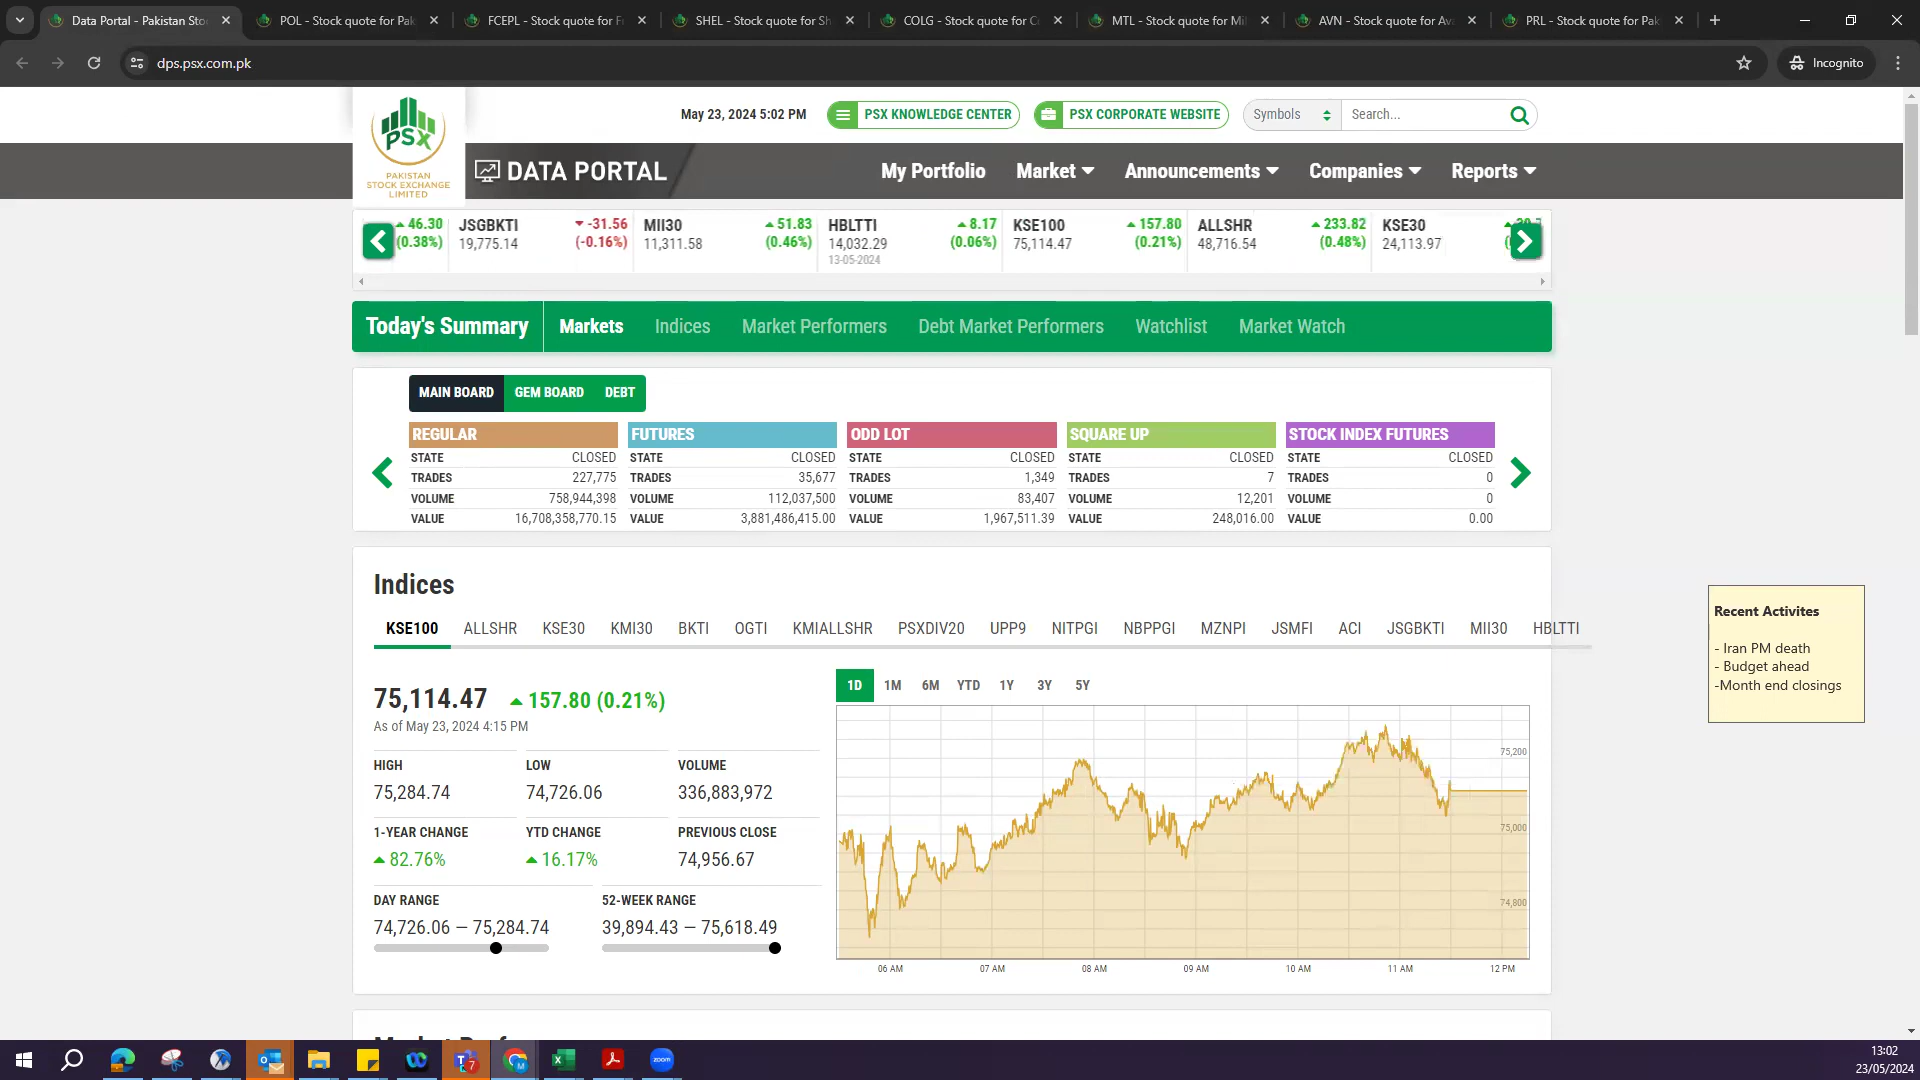 Data Portal - Pakistan Sto
POL - Stock quote for Pak
FCEPL - Stock quote for F
SHEL - Stock quote for Sh
COLG - Stock quote for C
MTL - Stock quote for Mil
AVN - Stock quote for Ava
PRL - Stock quote for Pak
dps.psx.com.pk
Incognito
PSX
PAKISTAN
STOCK EXCHANGE
LIMITED
May 23, 2024 5:02 PM
PSX KNOWLEDGE CENTER
PSX CORPORATE WEBSITE
Symbols
Search...
DATA PORTAL
My Portfolio
Market
Announcements
Companies
Reports
46.30
(0.38%)
JSGBKTI -31.56
19,775.14 (-0.16%)
MII30 51.83
11,311.58 (0.46%)
HBLTTI 8.17
14,032.29 (0.06%)
13-05-2024
KSE100 157.80
75,114.47 (0.21%)
ALLSHR 233.82
48,716.54 (0.48%)
KSE30
24,113.97
Today's Summary
Markets
Indices
Market Performers
Debt Market Performers
Watchlist
Market Watch
MAIN BOARD
GEM BOARD
DEBT
REGULAR
STATE CLOSED
TRADES 227,775
VOLUME 758,944,398
VALUE 16,708,358,770.15
FUTURES
STATE CLOSED
TRADES 35,677
VOLUME 112,037,500
VALUE 3,881,486,415.00
ODD LOT
STATE CLOSED
TRADES 1,349
VOLUME 83,407
VALUE 1,967,511.39
SQUARE UP
STATE CLOSED
TRADES 7
VOLUME 12,201
VALUE 248,016.00
STOCK INDEX FUTURES
STATE CLOSED
TRADES 0
VOLUME 0
VALUE 0.00
Indices
KSE100 ALLSHR KSE30 KMI30 BKTI OGTI KMIALLSHR PSXDIV20 UPP9 NITPGI NBPPGI MZNPI JSMFI ACI JSGBKTI MII30 HBLTTI
75,114.47 157.80 (0.21%)
As of May 23, 2024 4:15 PM
HIGH
75,284.74
LOW
74,726.06
VOLUME
336,883,972
1-YEAR CHANGE
82.76%
YTD CHANGE
16.17%
PREVIOUS CLOSE
74,956.67
DAY RANGE
74,726.06 — 75,284.74
52-WEEK RANGE
39,894.43 — 75,618.49
1D 1M 6M YTD 1Y 3Y 5Y
75,200
75,000
74,800
06 AM 07 AM 08 AM 09 AM 10 AM 11 AM 12 PM
Recent Activites
- Iran PM death
- Budget ahead
-Month end closings
zoom
7
13:02
23/05/2024